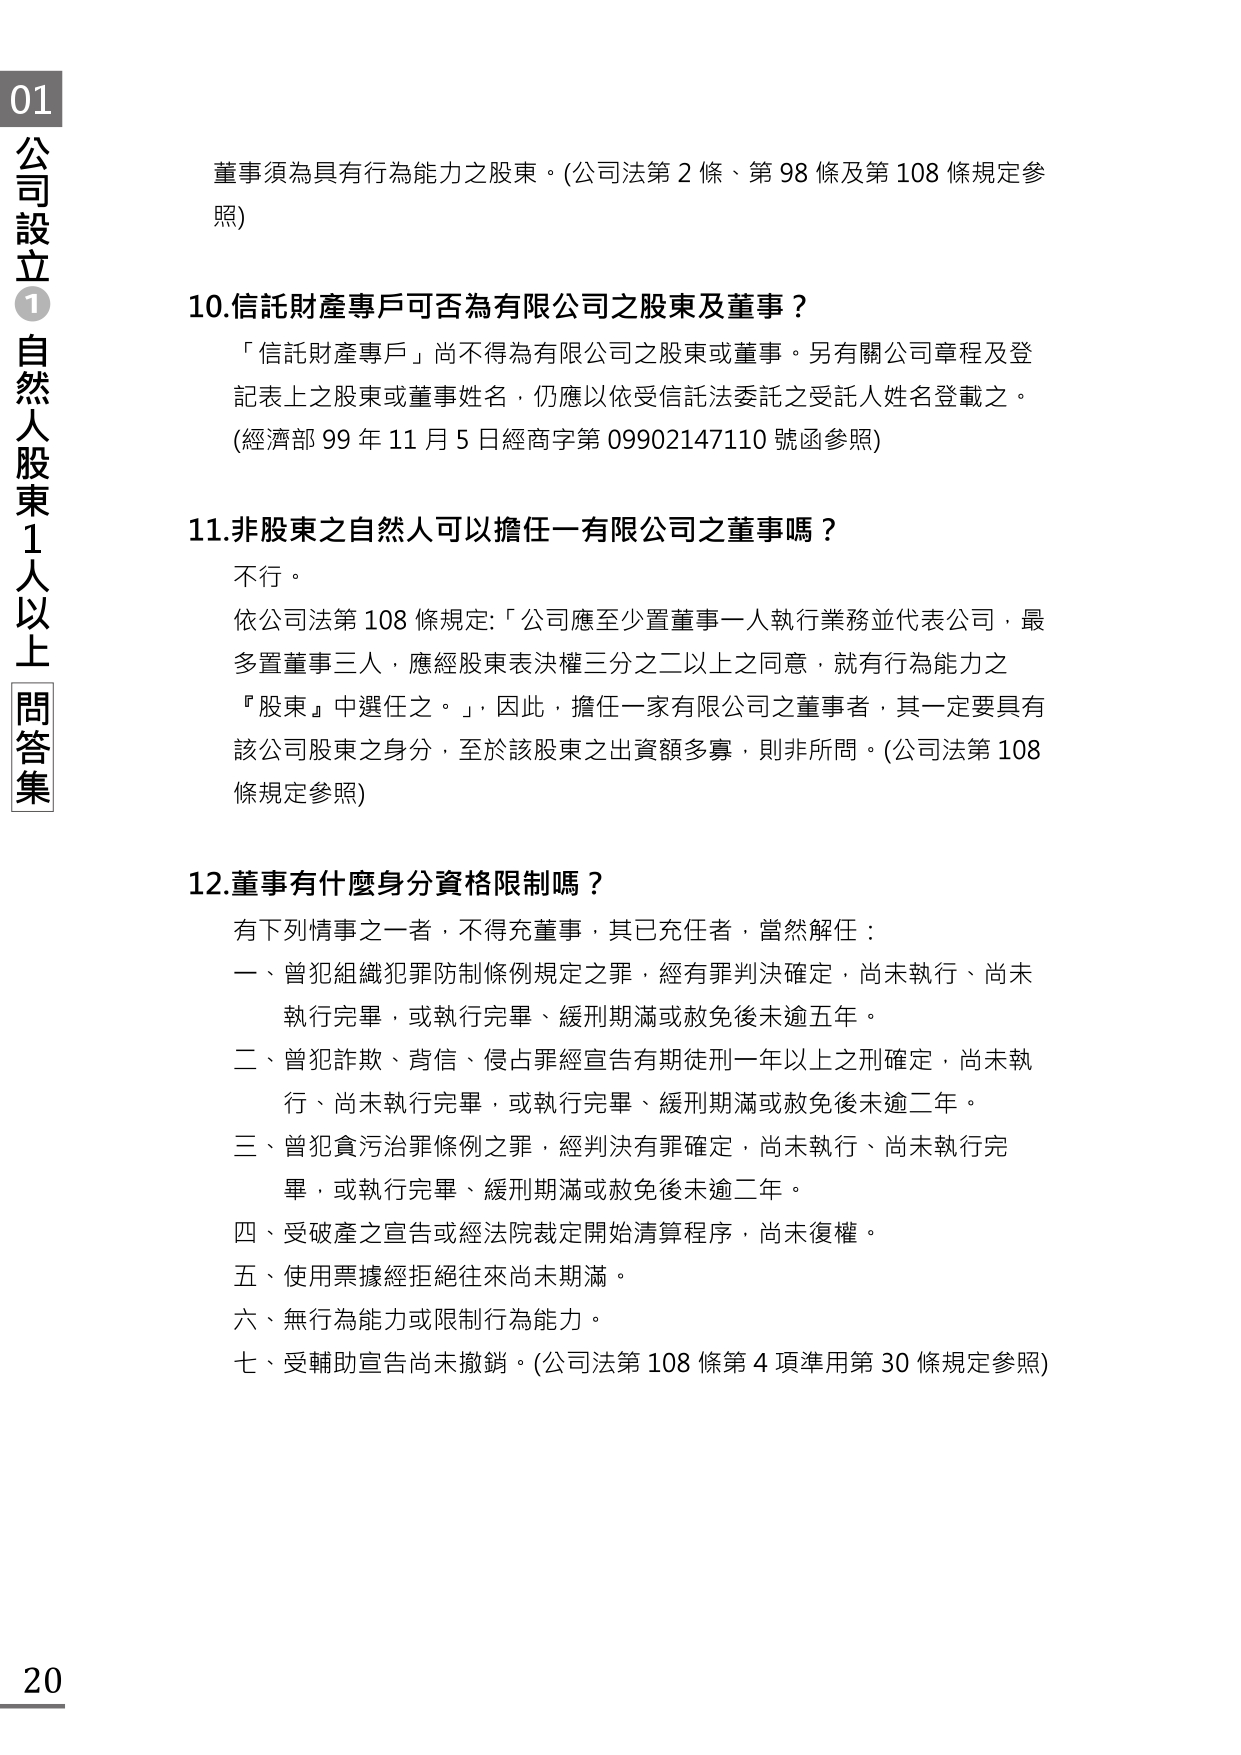 01
公司設立1自然人股東1人以上
問答集
董事須為具有行為能力之股東。(公司法第 2 條、第 98 條及第 108 條規定參
照)
10.信託財產專戶可否為有限公司之股東及董事？
「信託財產專戶」尚不得為有限公司之股東或董事。另有關公司章程及登
記表上之股東或董事姓名，仍應以依受信託法委託之受託人姓名登載之。
(經濟部 99 年 11 月 5 日經商字第 09902147110 號函參照)
11.非股東之自然人可以擔任一有限公司之董事嗎？
不行。
依公司法第 108 條規定:「公司應至少置董事一人執行業務並代表公司，最
多置董事三人，應經股東表決權三分之二以上之同意，就有行為能力之
『股東』中選任之。」，因此，擔任一家有限公司之董事者，其一定要具有
該公司股東之身分，至於該股東之出資額多寡，則非所問。(公司法第 108
條規定參照)
12.董事有什麼身分資格限制嗎？
有下列情事之一者，不得充董事，其已充任者，當然解任：
一、曾犯組織犯罪防制條例規定之罪，經有罪判決確定，尚未執行、尚未
執行完畢，或執行完畢、緩刑期滿或赦免後未逾五年。
二、曾犯詐欺、背信、侵占罪經宣告有期徒刑一年以上之刑確定，尚未執
行、尚未執行完畢，或執行完畢、緩刑期滿或赦免後未逾二年。
三、曾犯貪污治罪條例之罪，經判決有罪確定，尚未執行、尚未執行完
畢，或執行完畢、緩刑期滿或赦免後未逾二年。
四、受破產之宣告或經法院裁定開始清算程序，尚未復權。
五、使用票據經拒絕往來尚未期滿。
六、無行為能力或限制行為能力。
七、受輔助宣告尚未撤銷。(公司法第 108 條第 4 項準用第 30 條規定參照)
20